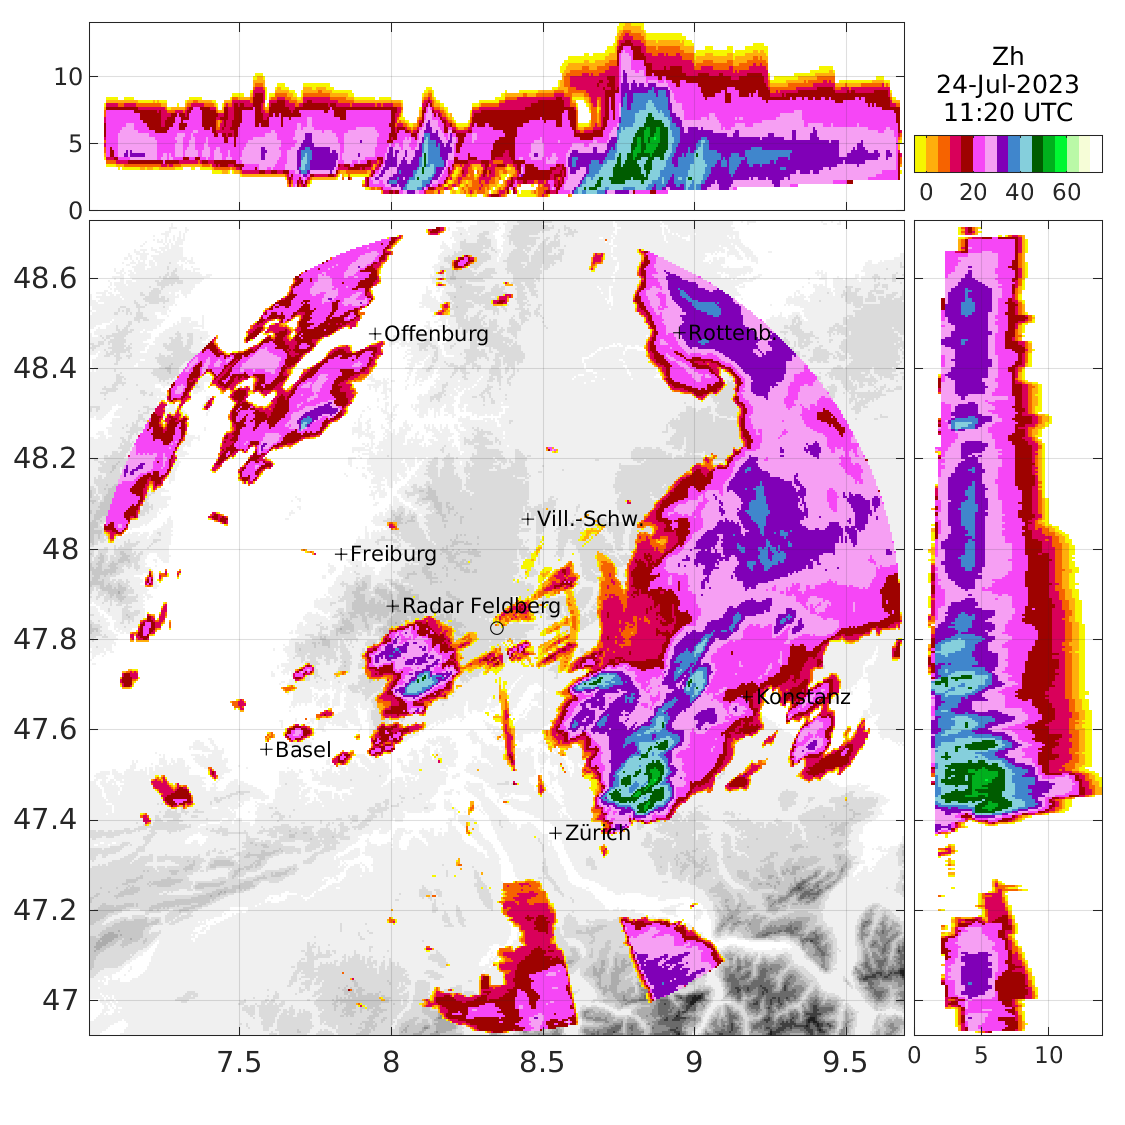 Zh
24-Jul-2023
11:20 UTC
0 20 40 60
10
5
0
48.6
48.4
48.2
48
47.8
47.6
47.4
47.2
47
+Offenburg
+Rottenb.
+Vill.-Schw.
+Freiburg
+Radar Feldberg
+Konstanz
+Basel
+Zürich
7.5 8 8.5 9 9.5
0 5 10